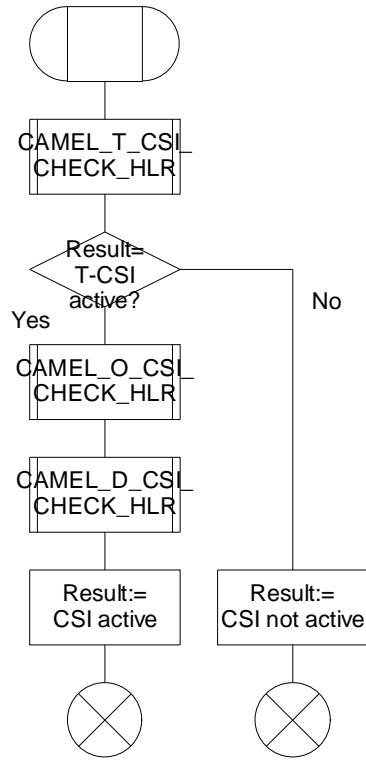 CAMEL_T_CSI_
CHECK_HLR
Result=
T-CSI
active?
No
Yes
CAMEL_O_CSI_
CHECK_HLR
CAMEL_D_CSI_
CHECK_HLR
Result:=
CSI active
Result:=
CSI not active